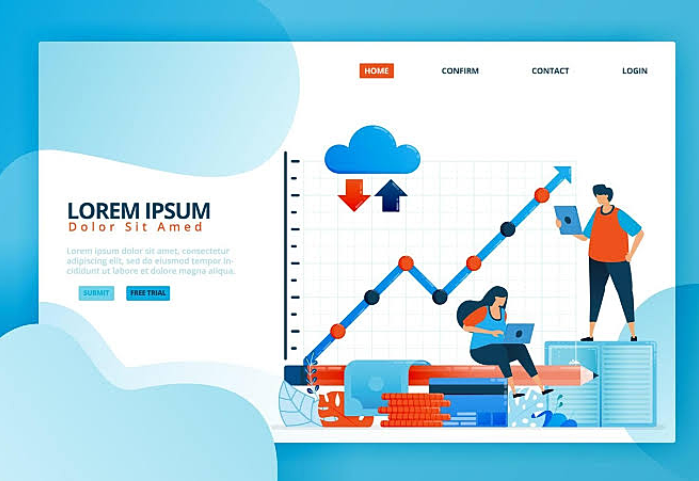 HOME CONFIRM CONTACT LOGIN
LOREM IPSUM
Dolor Sit Amed
Lorem ipsum dolor sit amet, consectetur
adipiscing elit, sed eiusmod tempor in-
cididunt ut labore et dolore magna aliqua.
SUBMIT FREE TRIAL